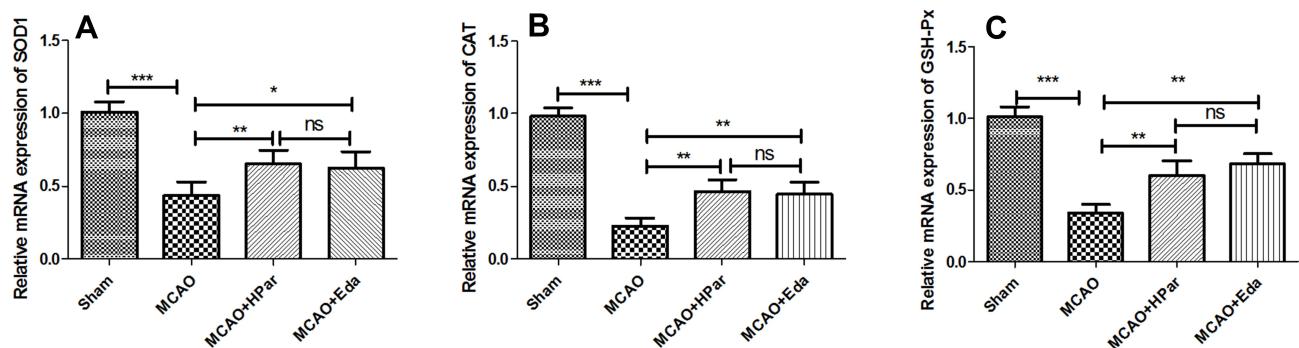 A
Relative mRNA expression of SOD1
1.5
1.0
0.5
0.0
***
*
**
ns
Sham
MCAO
MCAO+HPar
MCAO+Eda
B
Relative mRNA expression of CAT
1.5
1.0
0.5
0.0
***
**
**
ns
Sham
MCAO
MCAO+HPar
MCAO+Eda
C
Relative mRNA expression of GSH-Px
1.5
1.0
0.5
0.0
***
**
ns
**
Sham
MCAO
MCAO+HPar
MCAO+Eda